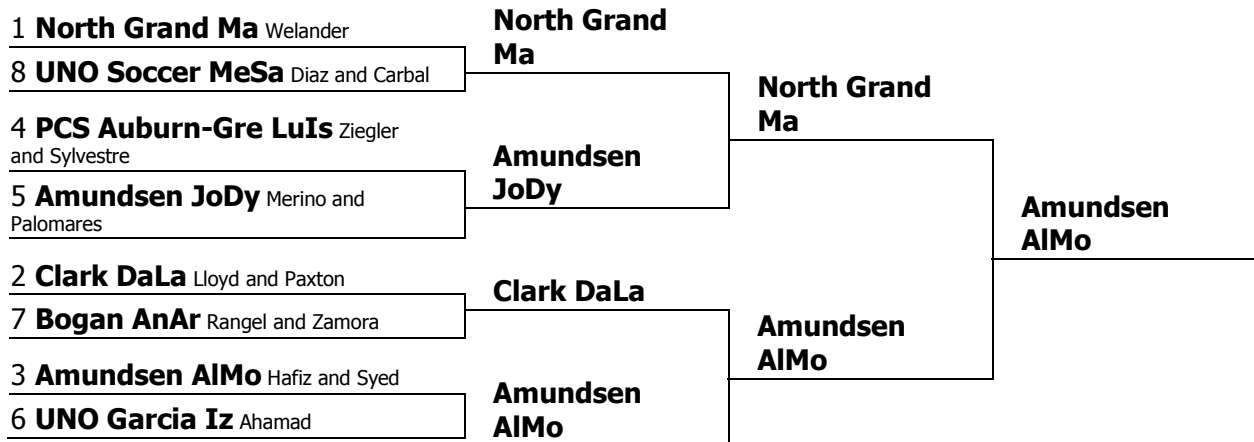 1 North Grand Ma Welander
8 UNO Soccer MeSa Diaz and Carbal
4 PCS Auburn-Gre LuIs Ziegler
and Sylvestre
5 Amundsen JoDy Merino and
Palomares
2 Clark DaLa Lloyd and Paxton
7 Bogan AnAr Rangel and Zamora
3 Amundsen AlMo Hafiz and Syed
6 UNO Garcia Iz Ahamad
North Grand
Ma
Amundsen
JoDy
Clark DaLa
Amundsen
AlMo
North Grand
Ma
Amundsen
AlMo
Amundsen
AlMo